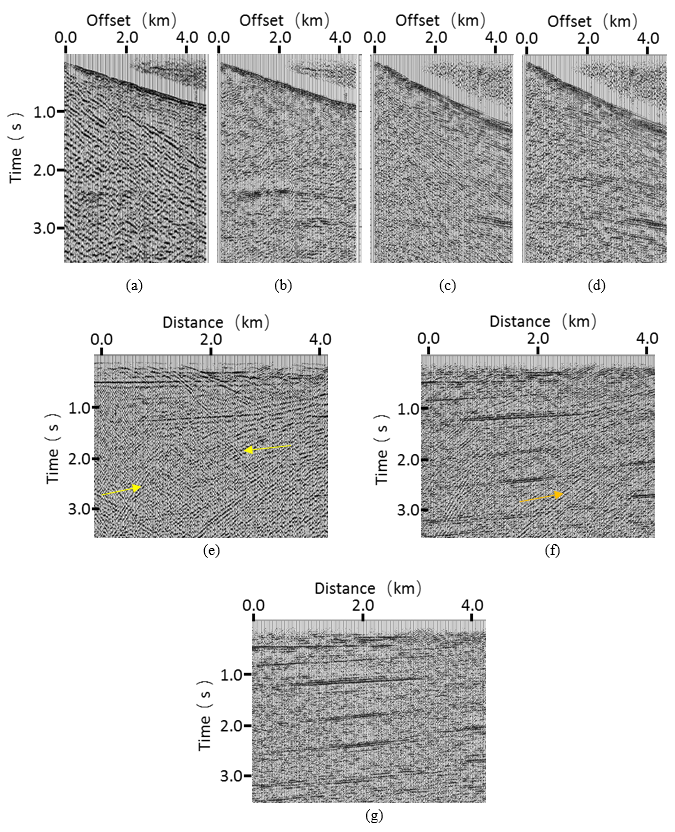 Offset (km) Offset (km) Offset (km) Offset (km)
0.0 2.0 4.0 0.0 2.0 4.0 0.0 2.0 4.0 0.0 2.0 4.0
Time (s)
1.0
2.0
3.0
(a) (b) (c) (d)
Distance (km) Distance (km)
0.0 2.0 4.0 0.0 2.0 4.0
Time (s) Time (s)
1.0 1.0
2.0 2.0
3.0 3.0
(e) (f)
Distance (km)
0.0 2.0 4.0
Time (s)
1.0
2.0
3.0
(g)